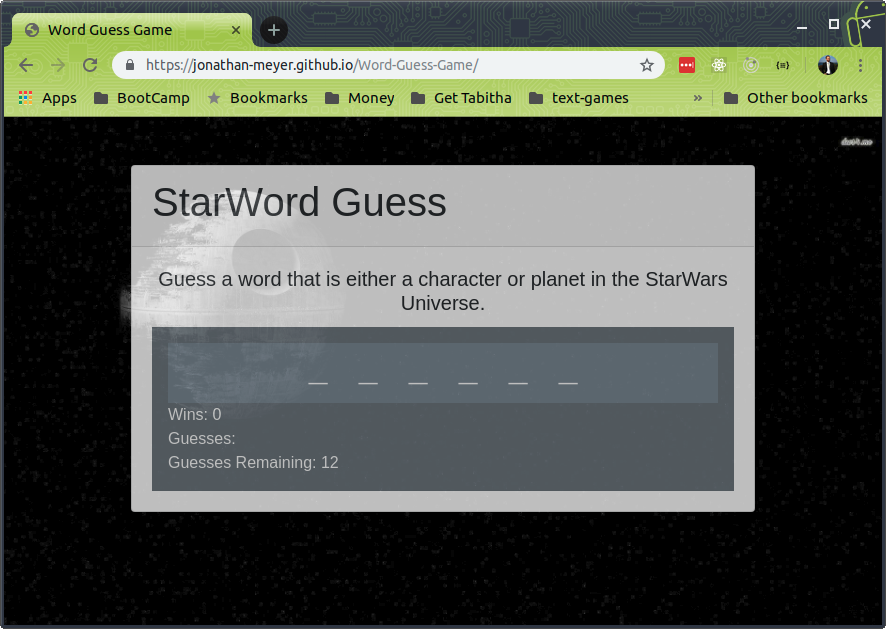 Word Guess Game
https://jonathan-meyer.github.io/Word-Guess-Game/
Apps BootCamp Bookmarks Money Get Tabitha text-games » Other bookmarks
StarWord Guess
Guess a word that is either a character or planet in the StarWars
Universe.
_ _ _ _ _ _
Wins: 0
Guesses:
Guesses Remaining: 12